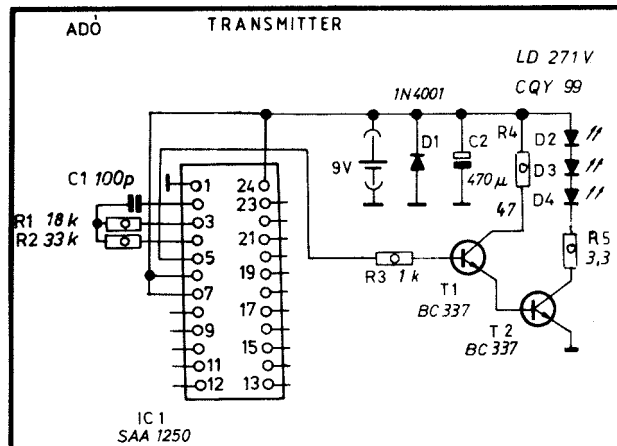 ADÓ TRANSMITTER
LD 271 V
CQY 99
1N4001
R4
D1
C2
D2
9V
D3
470 μ
D4
47
C1 100p
R1 18 k
R2 33 k
1
24
23
3
21
5
19
7
17
9
15
11
12
13
R5
3,3
R3 1 k
T1
BC 337
T2
BC 337
IC 1
SAA 1250